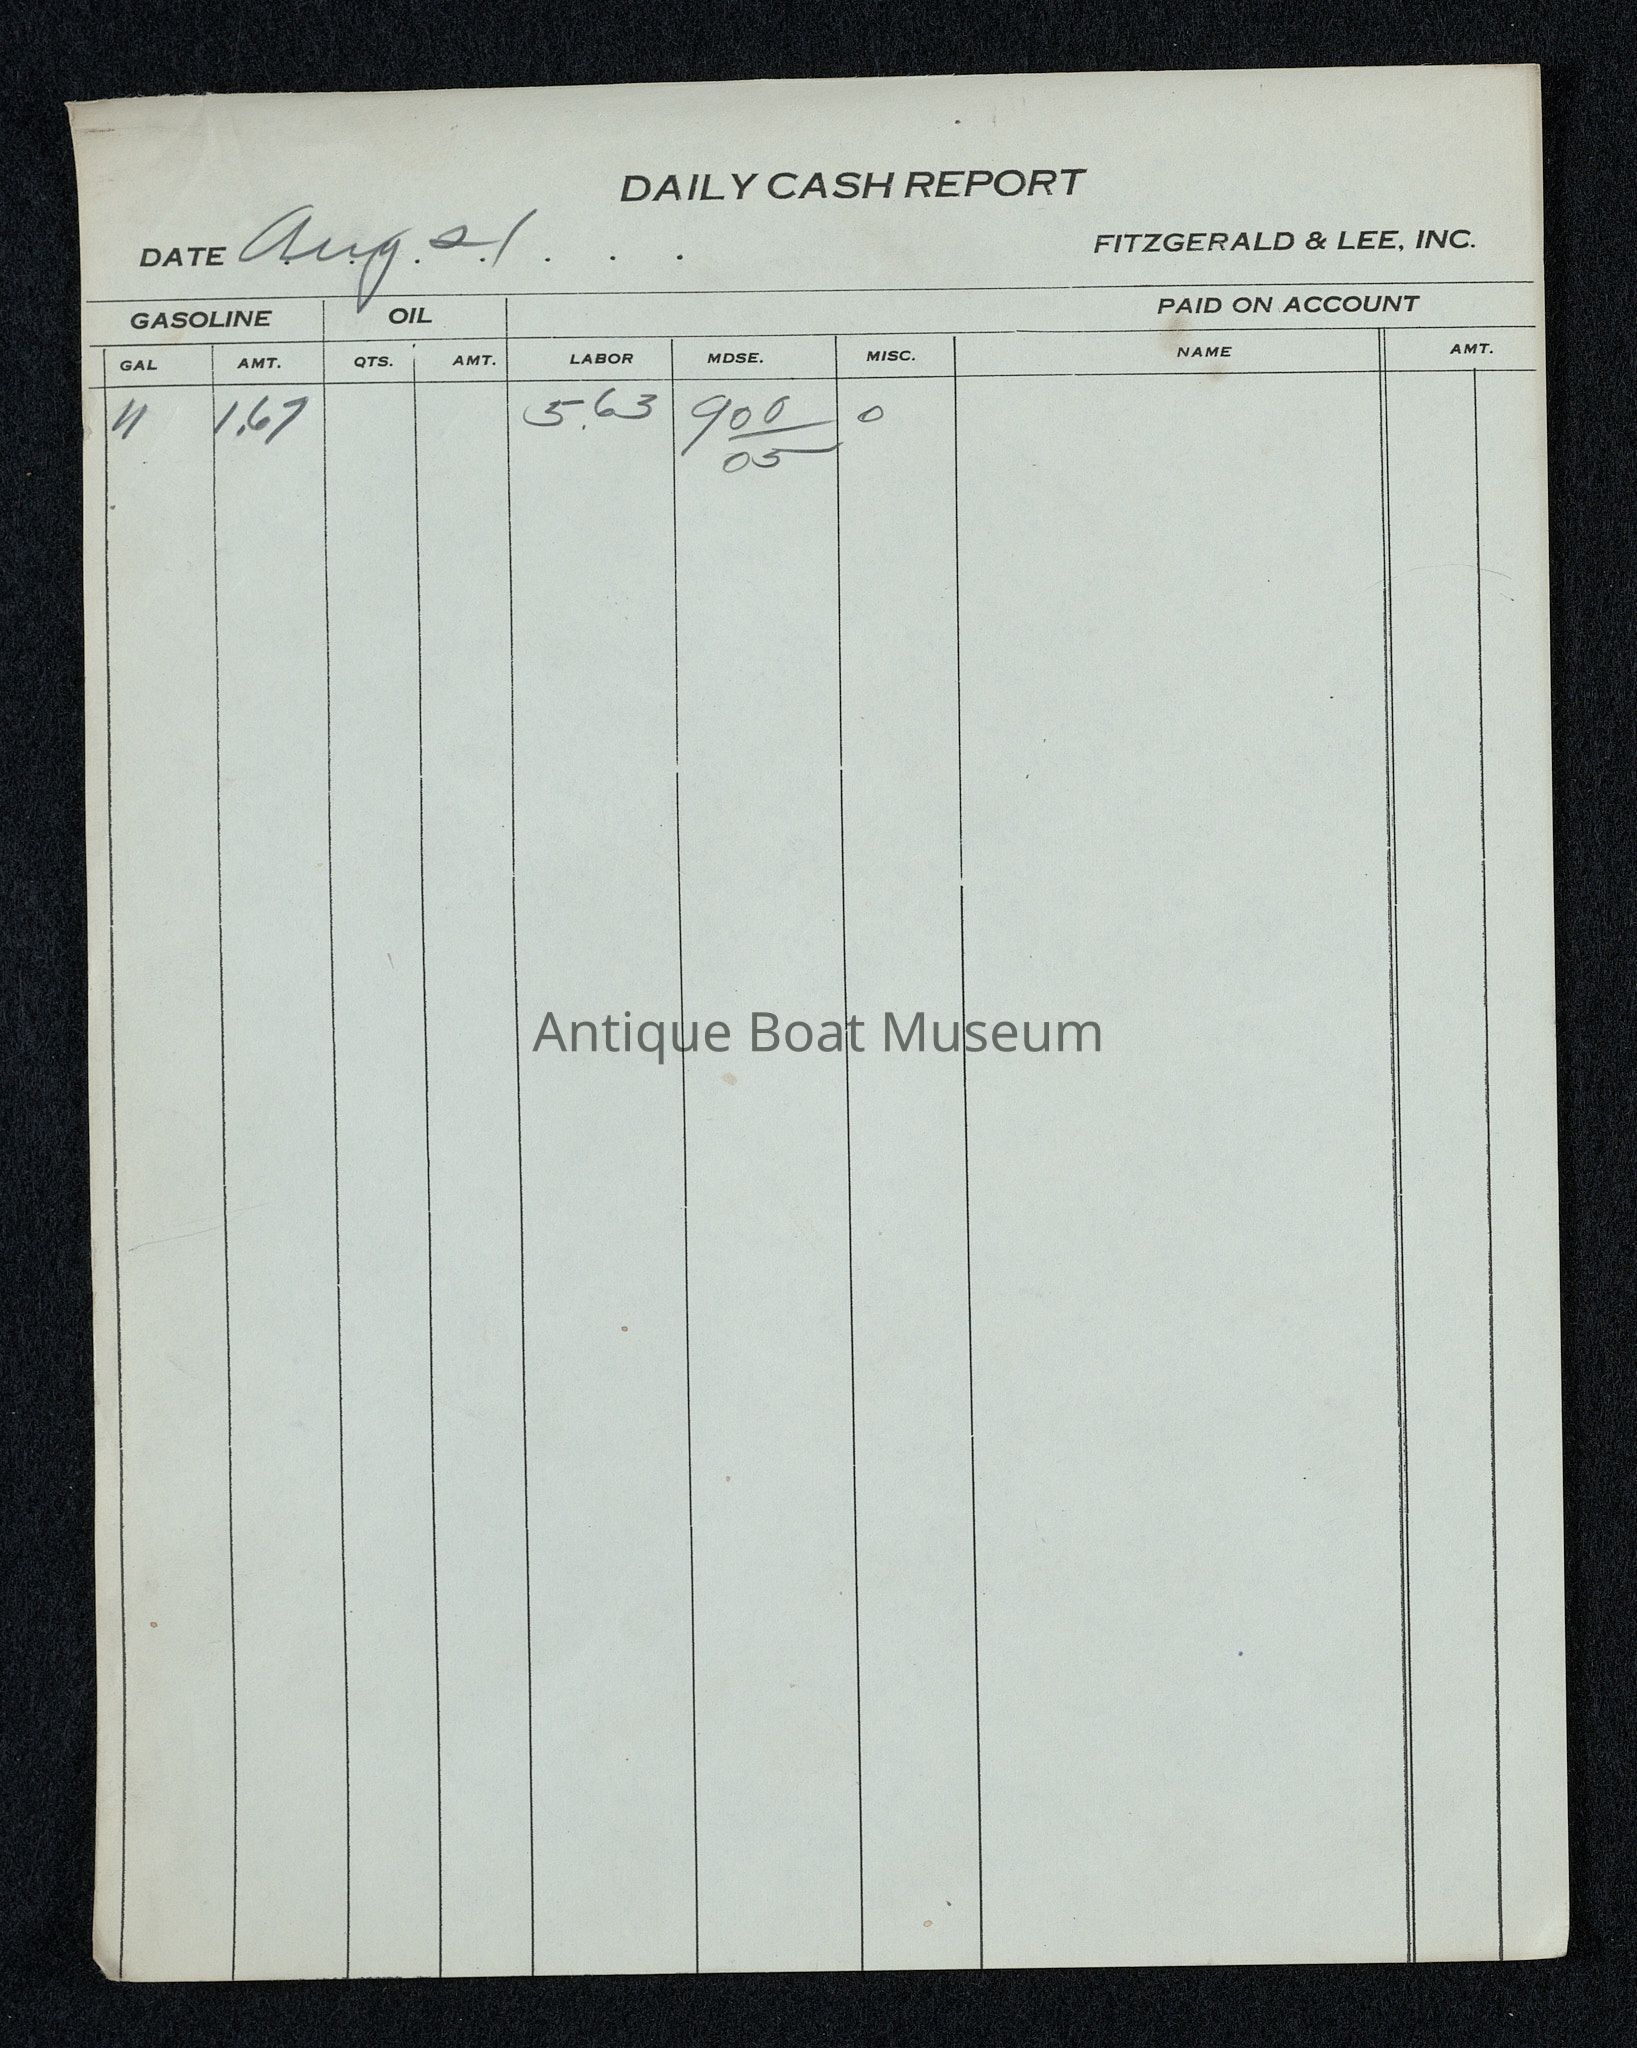 DAILY CASH REPORT
DATE Aug. 21
FITZGERALD & LEE, INC.
GASOLINE OIL PAID ON ACCOUNT
GAL AMT. QTS. AMT. LABOR MDSE. MISC. NAME AMT.
11 1.67 5.63 900 0
05
Antique Boat Museum